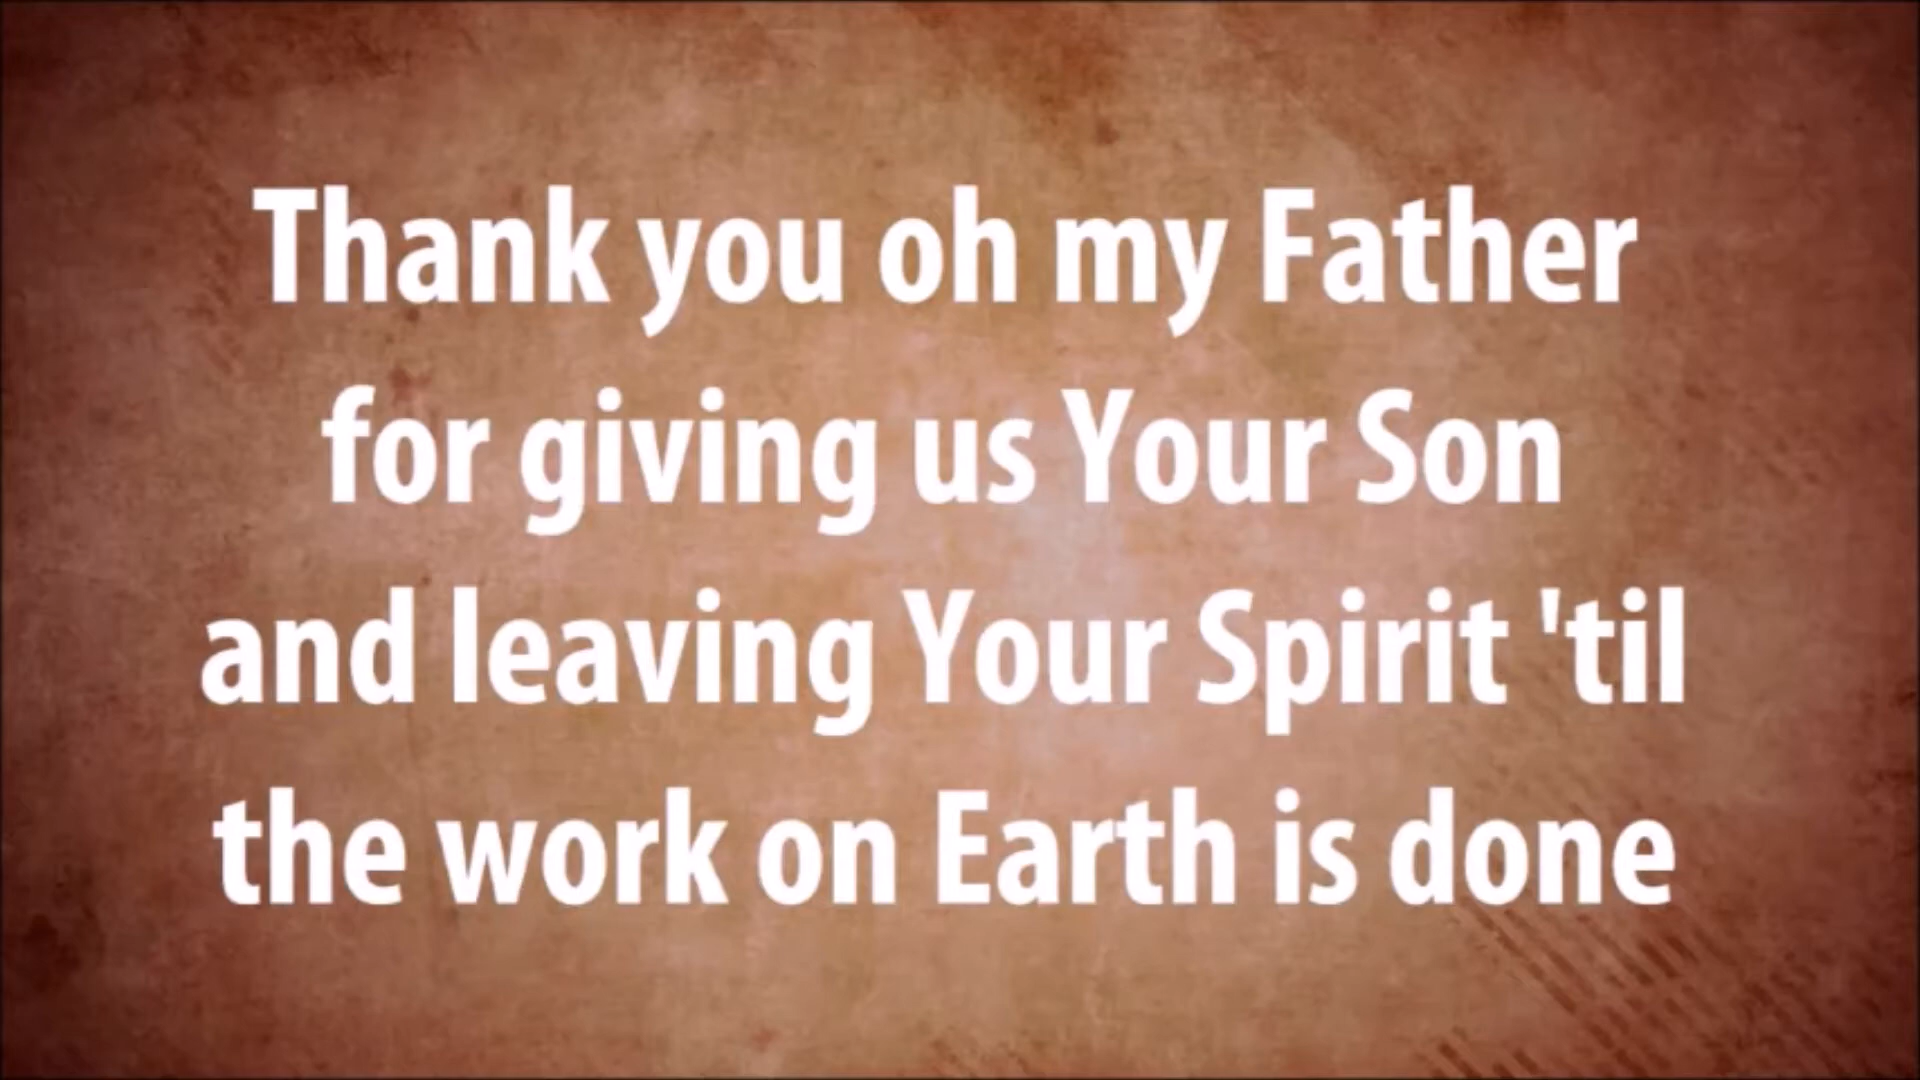 Thank you oh my Father
for giving us Your Son
and leaving Your Spirit 'til
the work on Earth is done